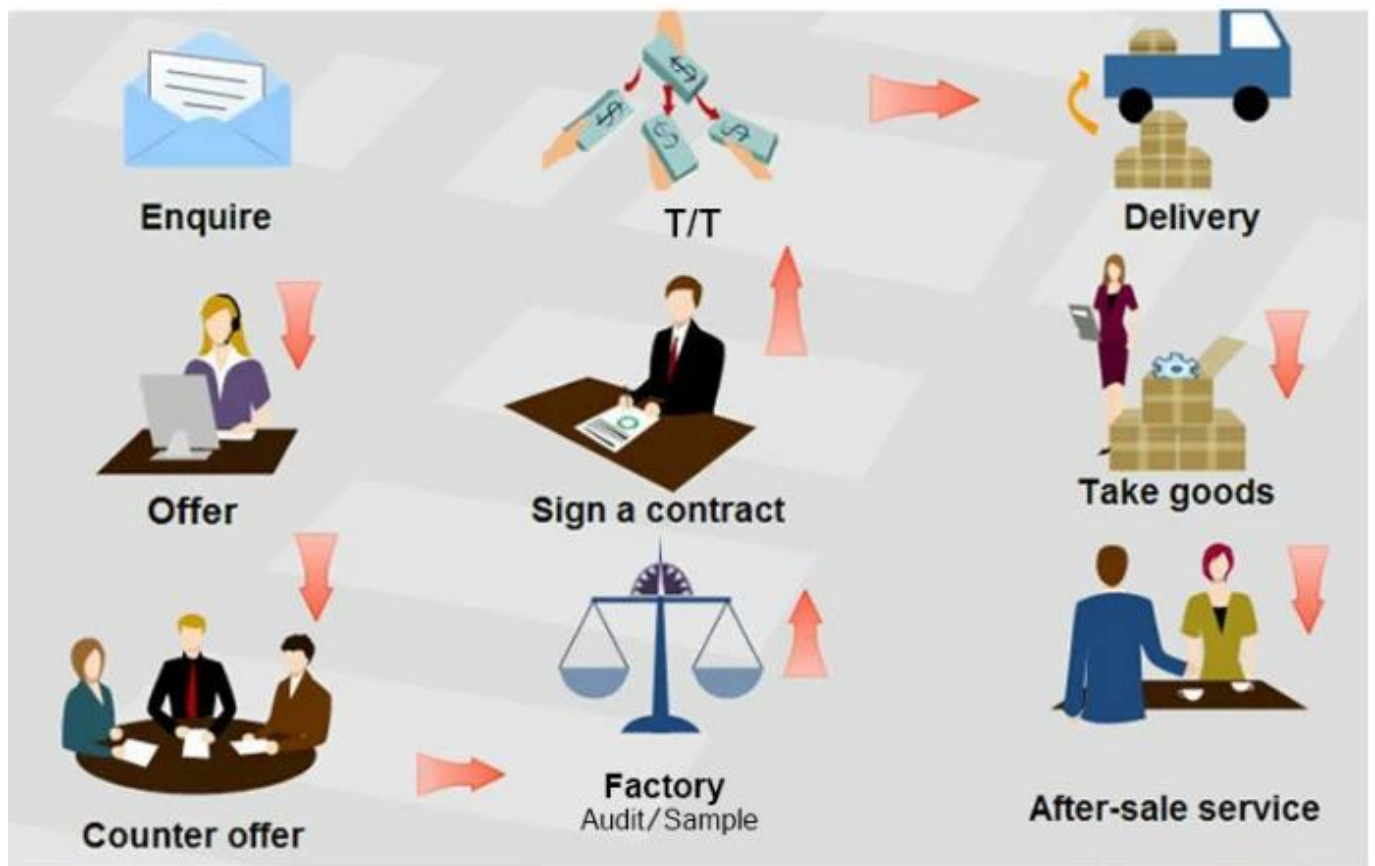 Enquire
Offer
Counter offer
Factory
Audit/Sample
Sign a contract
T/T
Delivery
Take goods
After-sale service